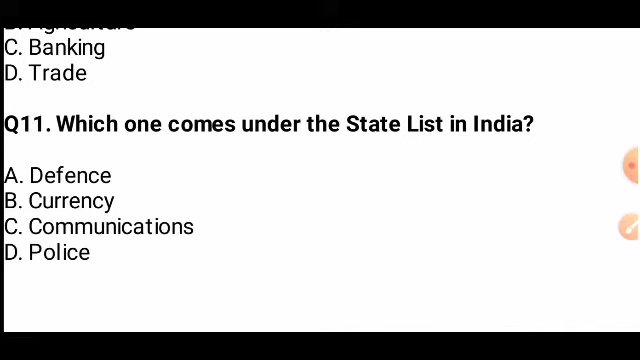 C. Banking
D. Trade
Q11. Which one comes under the State List in India?
A. Defence
B. Currency
C. Communications
D. Police